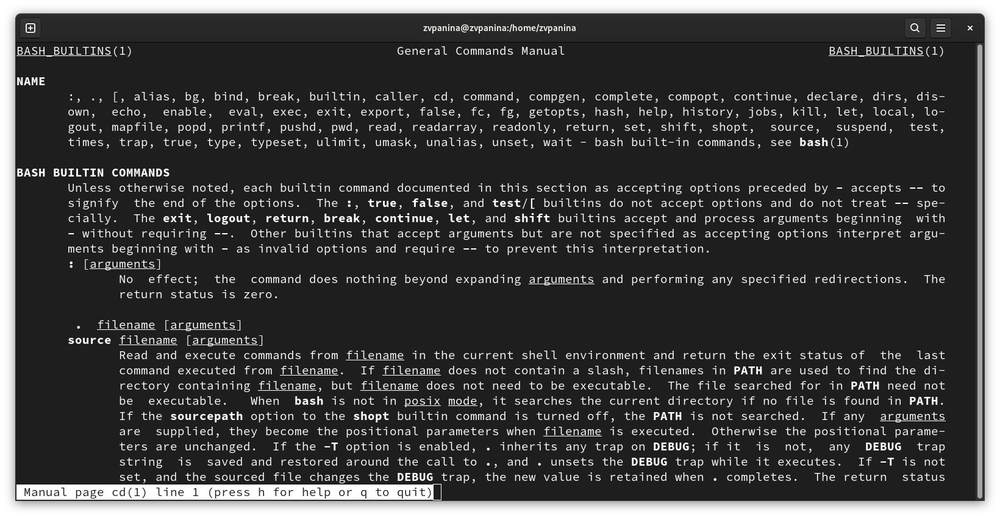 zvpanina@zvpanina:/home/zvpanina
BASH_BUILTINS(1) General Commands Manual BASH_BUILTINS(1)
NAME
:, ., [, alias, bg, bind, break, builtin, caller, cd, command, compgen, complete, compopt, continue, declare, dirs, dis-
own,  echo,  enable,  eval, exec, exit, export, false, fc, fg, getopts, hash, help, history, jobs, kill, let, local, lo-
gout, mapfile, popd, printf, pushd, pwd, read, readarray, readonly, return, set, shift, shopt,  source,  suspend,  test,
times, trap, true, type, typeset, ulimit, umask, unalias, unset, wait - bash built-in commands, see bash(1)
BASH BUILTIN COMMANDS
Unless otherwise noted, each builtin command documented in this section as accepting options preceded by - accepts -- to
signify  the end of the options.  The :, true, false, and test/[ builtins do not accept options and do not treat -- spe-
cially.  The exit, logout, return, break, continue, let, and shift builtins accept and process arguments beginning  with
- without requiring --.  Other builtins that accept arguments but are not specified as accepting options interpret argu-
ments beginning with - as invalid options and require -- to prevent this interpretation.
: [arguments]
No  effect;  the  command does nothing beyond expanding arguments and performing any specified redirections.  The
return status is zero.
.  filename [arguments]
source filename [arguments]
Read and execute commands from filename in the current shell environment and return the exit status of  the  last
command executed from filename.  If filename does not contain a slash, filenames in PATH are used to find the di-
rectory containing filename, but filename does not need to be executable.  The file searched for in PATH need not
be  executable.   When  bash is not in posix mode, it searches the current directory if no file is found in PATH.
If the sourcepath option to the shopt builtin command is turned off, the PATH is not searched.  If any  arguments
are  supplied, they become the positional parameters when filename is executed.  Otherwise the positional parame-
ters are unchanged.  If the -T option is enabled, . inherits any trap on DEBUG; if it  is  not,  any  DEBUG  trap
string  is  saved and restored around the call to ., and . unsets the DEBUG trap while it executes.  If -T is not
set, and the sourced file changes the DEBUG trap, the new value is retained when . completes.  The return  status
Manual page cd(1) line 1 (press h for help or q to quit)